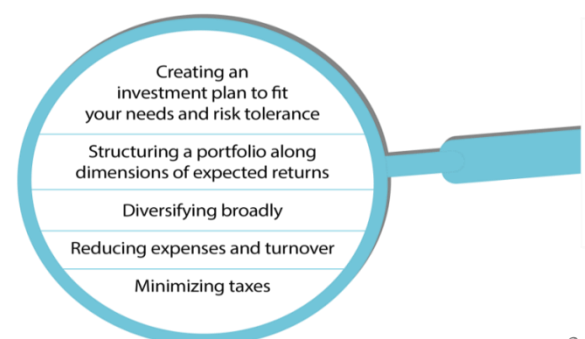 Creating an
investment plan to fit
your needs and risk tolerance
Structuring a portfolio along
dimensions of expected returns
Diversifying broadly
Reducing expenses and turnover
Minimizing taxes